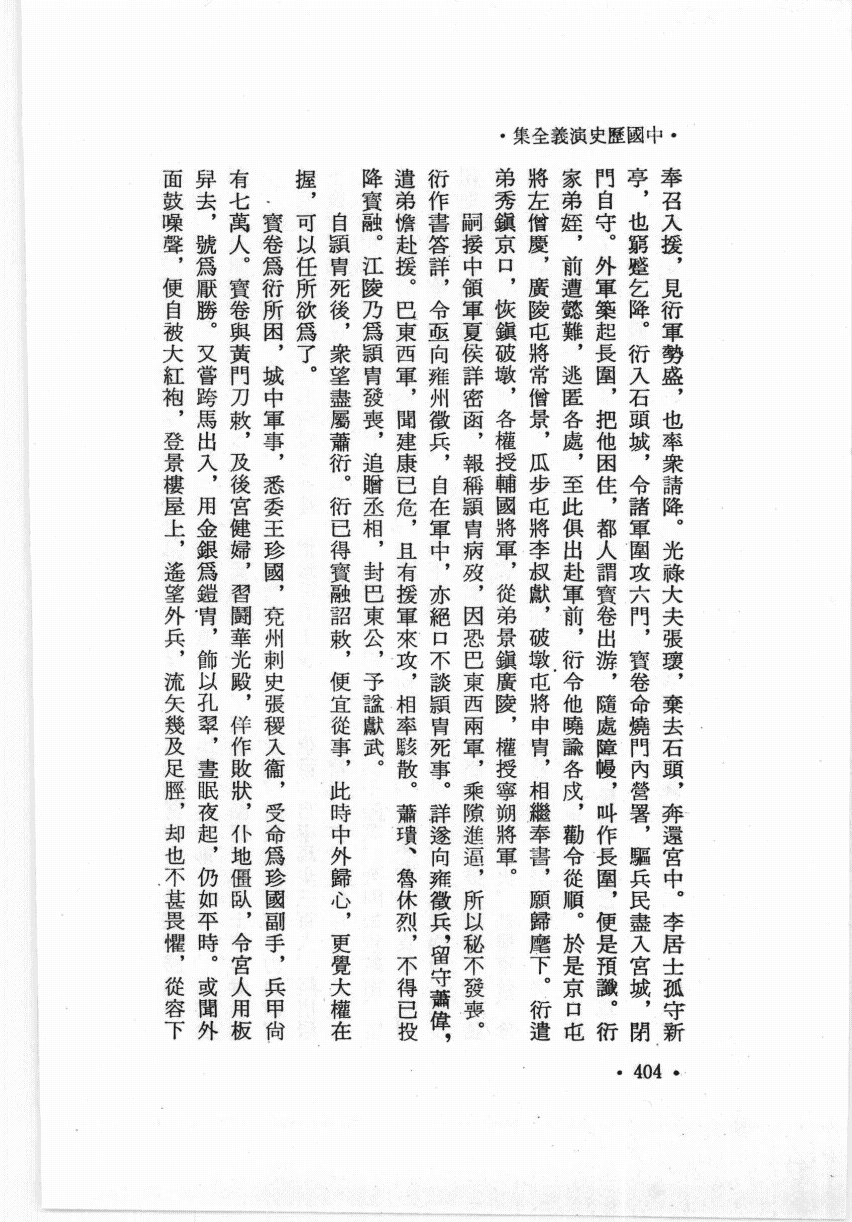 ·中國歷史演義全集·
奉召入援，見衍軍勢盛，也率衆請降。光祿大夫張瓌，棄去石頭，奔還宮中。李居士孤守新
亭，也窮蹙乞降。衍入石頭城，令諸軍圍攻六門，寶卷命燒門內營署，驅兵民盡入宮城，閉
門自守。外軍築起長圍，把他困住，都人謂寶卷出游，隨處障幔，叫作長圍，便是預讖。衍
家弟姪，前遭懿難，逃匿各處，至此俱出赴軍前，衍令他曉諭各戍，勸令從順。於是京口屯
將左僧慶，廣陵屯將常僧景，瓜步屯將李叔獻，破墩屯將申冑，相繼奉書，願歸麾下。衍遣
弟秀鎭京口，恢鎭破墩，各權授輔國將軍，從弟景鎭廣陵，權授寧朔將軍。
嗣接中領軍夏侯詳密函，報稱頴冑病歿，因恐巴東西兩軍，乘隙進逼，所以秘不發喪。
衍作書答詳，令亟向雍州徵兵，自在軍中，亦絕口不談頴冑死事。詳遂向雍徵兵，留守蕭偉，
遣弟憺赴援。巴東西軍，聞建康已危，且有援軍來攻，相率駭散。蕭璝、魯休烈，不得已投
降寶融。江陵乃爲頴冑發喪，追贈丞相，封巴東公，予諡獻武。
自頴冑死後，衆望盡屬蕭衍。衍已得寶融詔敕，便宜從事，此時中外歸心，更覺大權在
握，可以任所欲爲了。
寶卷爲衍所困，城中軍事，悉委王珍國，兗州刺史張稷入衞，受命爲珍國副手，兵甲尙
有七萬人。寶卷與黃門刀敕，及後宮健婦，習鬭華光殿，佯作敗狀，仆地僵臥，令宮人用板
舁去，號爲厭勝。又嘗跨馬出入，用金銀爲鎧冑，飾以孔翠，晝眠夜起，仍如平時。或聞外
面鼓噪聲，便自被大紅袍，登景樓屋上，遙望外兵，流矢幾及足脛，却也不甚畏懼，從容下
·404·